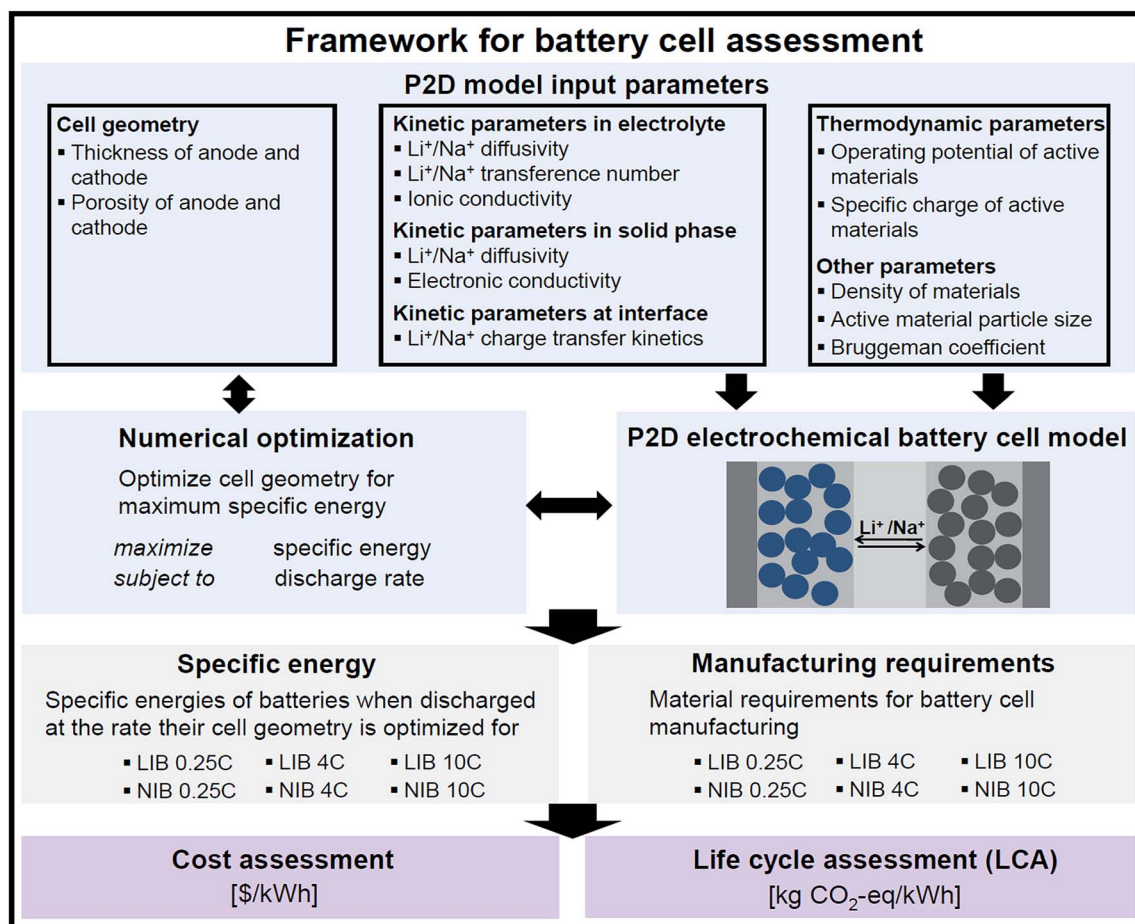 Framework for battery cell assessment
P2D model input parameters
Cell geometry
▪ Thickness of anode and
cathode
▪ Porosity of anode and
cathode
Kinetic parameters in electrolyte
▪ Li⁺/Na⁺ diffusivity
▪ Li⁺/Na⁺ transference number
▪ Ionic conductivity
Kinetic parameters in solid phase
▪ Li⁺/Na⁺ diffusivity
▪ Electronic conductivity
Kinetic parameters at interface
▪ Li⁺/Na⁺ charge transfer kinetics
Thermodynamic parameters
▪ Operating potential of active
materials
▪ Specific charge of active
materials
Other parameters
▪ Density of materials
▪ Active material particle size
▪ Bruggeman coefficient
Numerical optimization
Optimize cell geometry for
maximum specific energy
maximize specific energy
subject to discharge rate
P2D electrochemical battery cell model
Li⁺/Na⁺
Specific energy
Specific energies of batteries when discharged
at the rate their cell geometry is optimized for
▪ LIB 0.25C ▪ LIB 4C ▪ LIB 10C
▪ NIB 0.25C ▪ NIB 4C ▪ NIB 10C
Manufacturing requirements
Material requirements for battery cell
manufacturing
▪ LIB 0.25C ▪ LIB 4C ▪ LIB 10C
▪ NIB 0.25C ▪ NIB 4C ▪ NIB 10C
Cost assessment
[$/kWh]
Life cycle assessment (LCA)
[kg CO₂-eq/kWh]